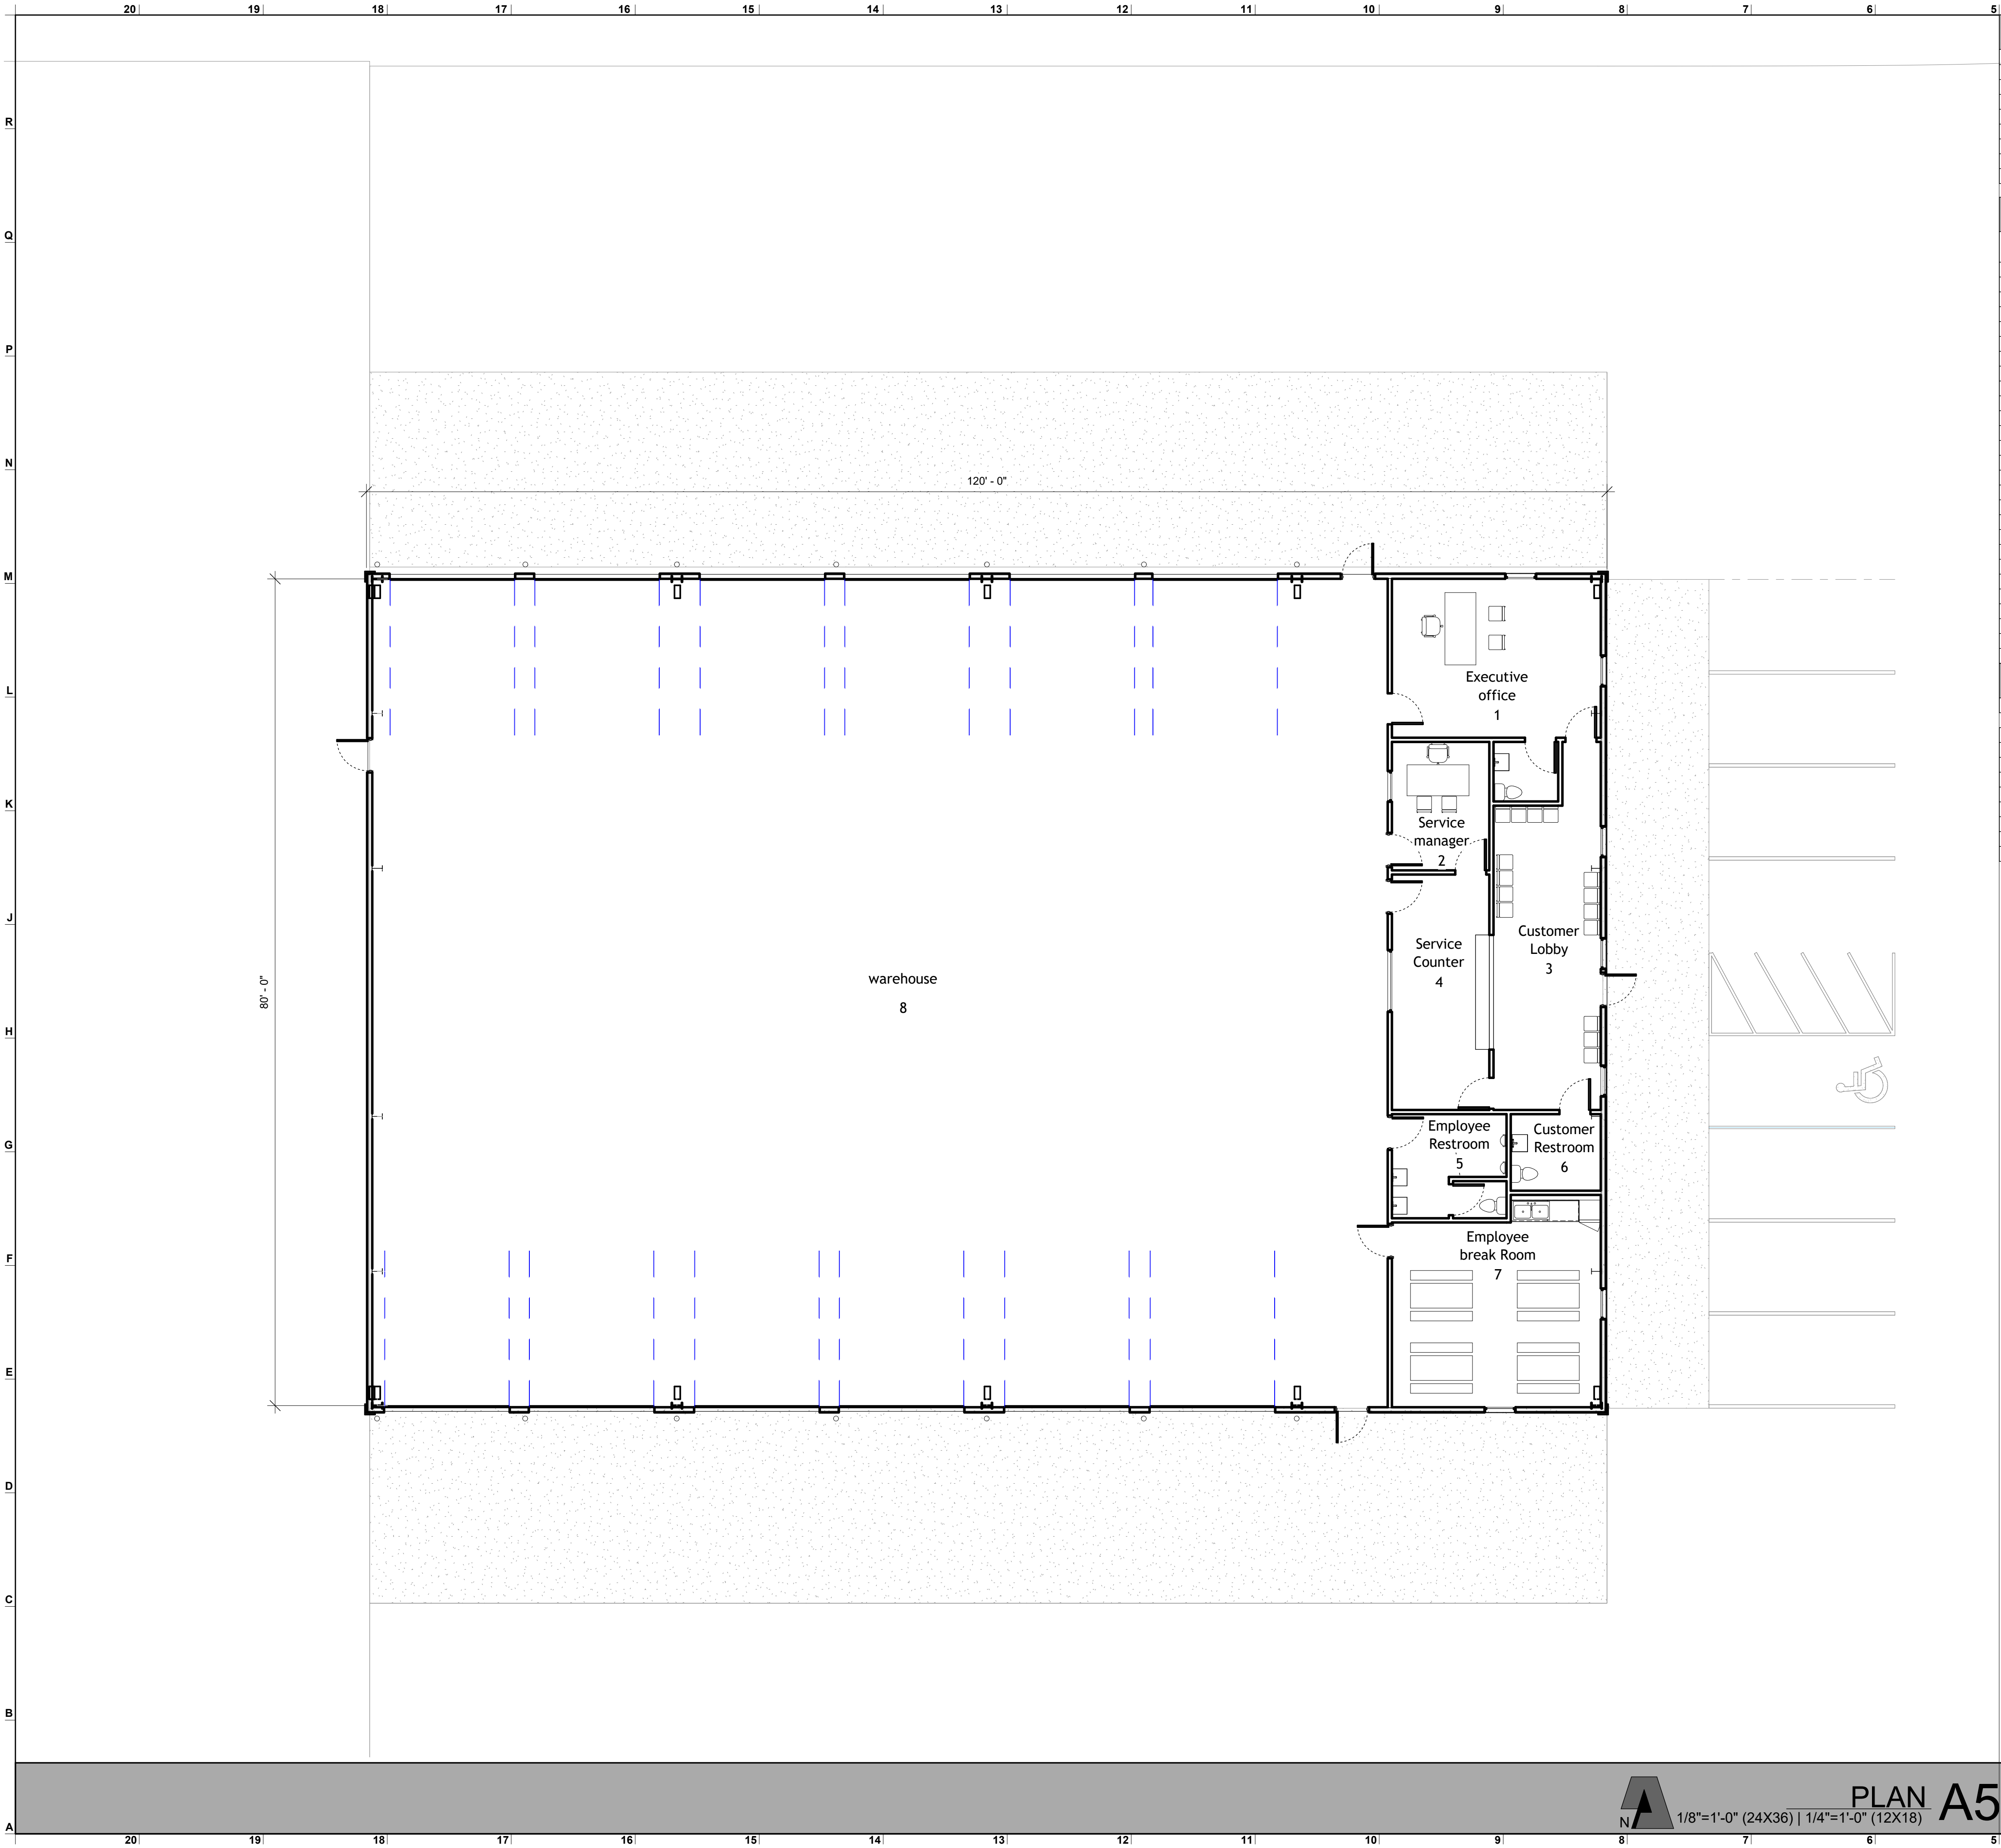 20 19 18 17 16 15 14 13 12 11 10 9 8 7 6 5
R
Q
P
N
120' - 0"
M
L
Executive
office
1
K
Service
manager
2
J
Customer
Lobby
3
Service
Counter
4
80' - 0"
warehouse
8
H
G
Employee
Restroom
5
Customer
Restroom
6
F
Employee
break Room
7
E
D
C
B
A
N
PLAN
1/8"=1'-0" (24X36) | 1/4"=1'-0" (12X18)
A5
20 19 18 17 16 15 14 13 12 11 10 9 8 7 6 5